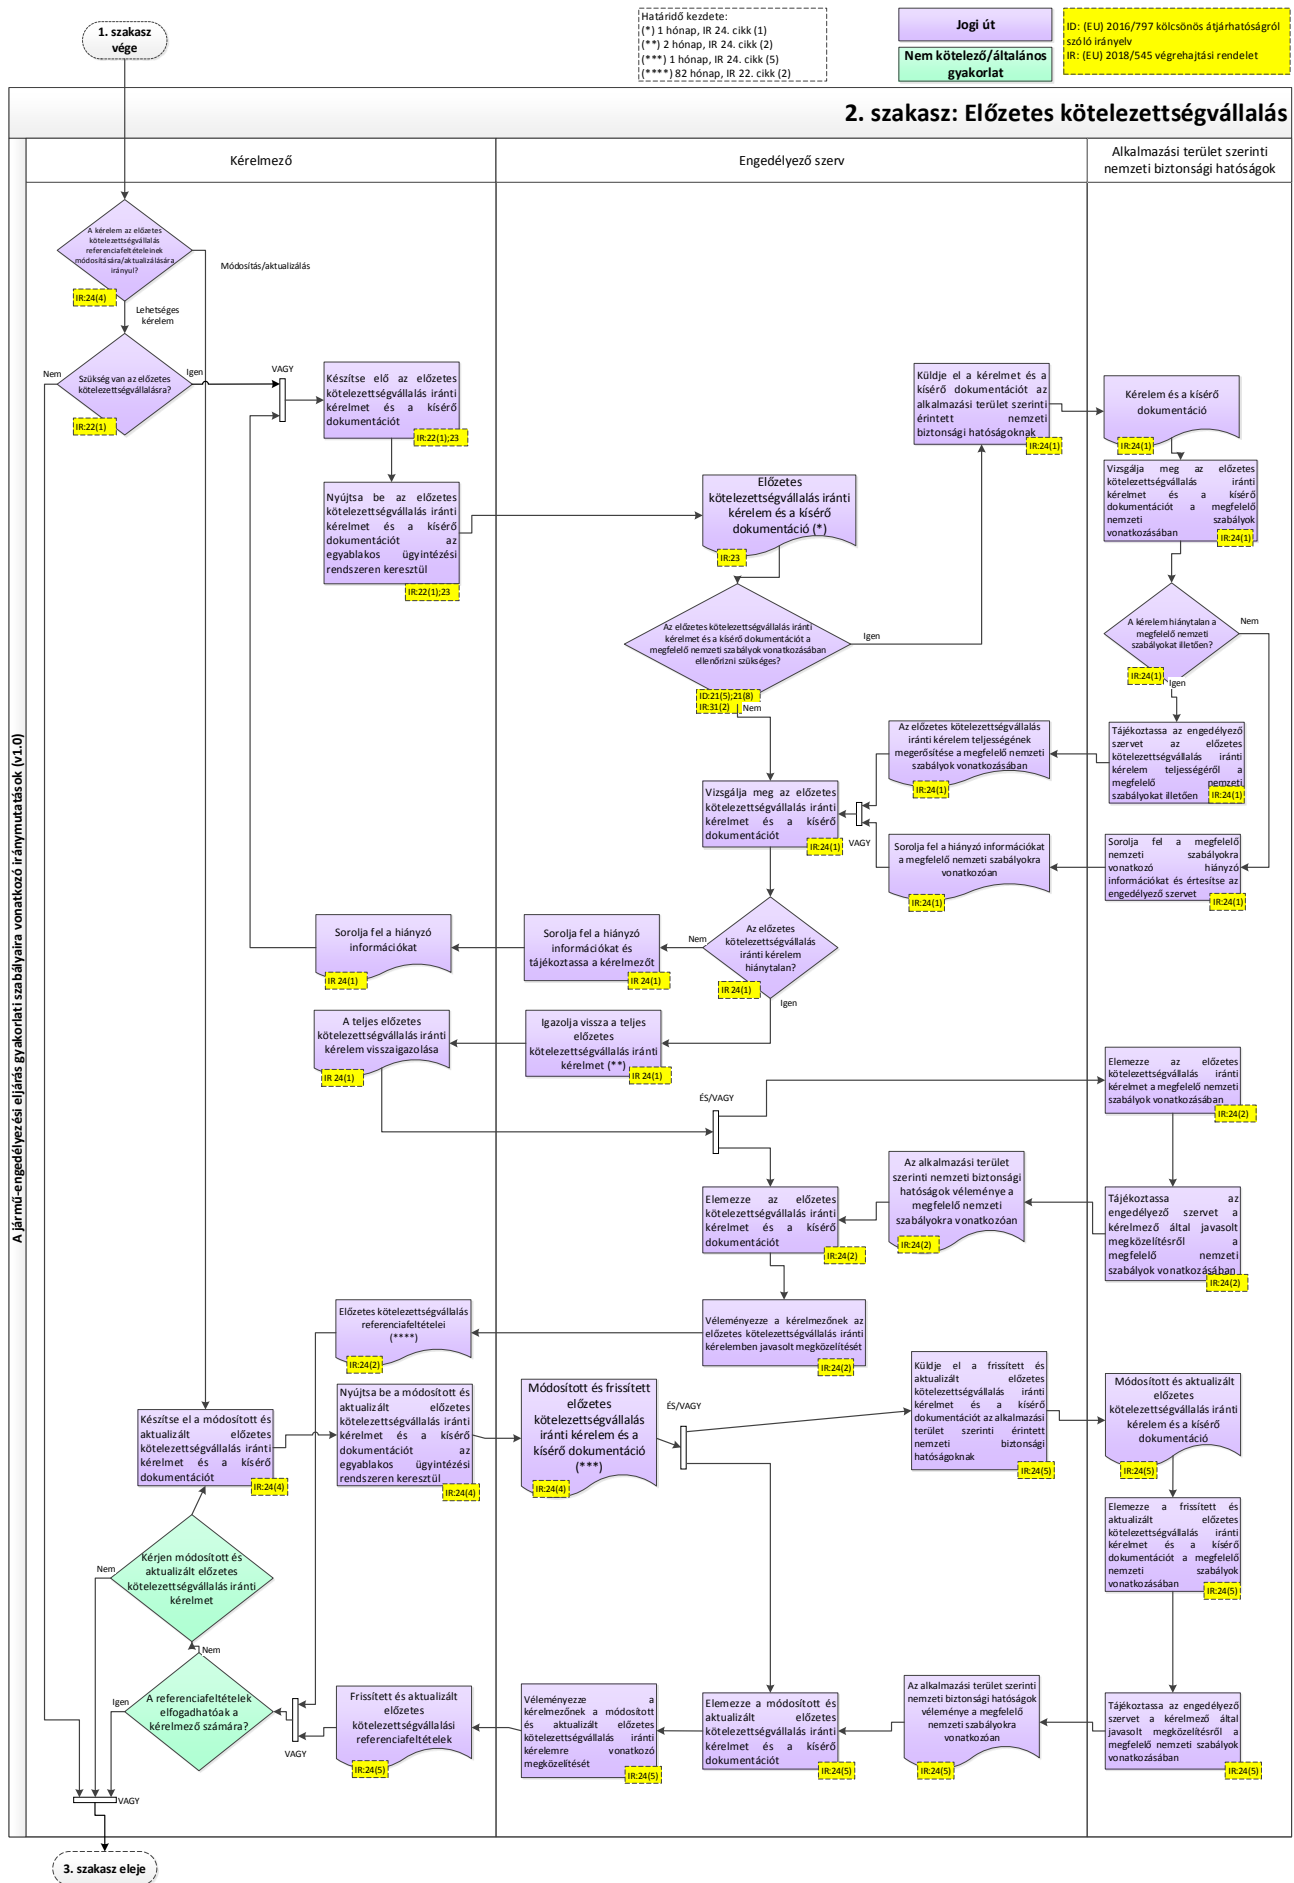 1. szakasz
vége
Határidő kezdete:
(*) 1 hónap, IR 24. cikk (1)
(**) 2 hónap, IR 24. cikk (2)
(***) 1 hónap, IR 24. cikk (5)
(****) 82 hónap, IR 22. cikk (2)
Jogi út
Nem kötelező/általános
gyakorlat
ID: (EU) 2016/797 kölcsönös átjárhatóságról
szóló irányelv
IR: (EU) 2018/545 végrehajtási rendelet
2. szakasz: Előzetes kötelezettségvállalás
A jármű-engedélyezési eljárás gyakorlati szabályaira vonatkozó iránymutatások (v1.0)
Kérelmező
Engedélyező szerv
Alkalmazási terület szerinti
nemzeti biztonsági hatóságok
A kérelem az előzetes
kötelezettségvállalás
referenciafeltételeinek
módosítására/aktualizálására
irányul?
IR:24(4)
Módosítás/aktualizálás
Lehetséges
kérelem
Szükség van az előzetes
kötelezettségvállalásra?
IR:22(1)
Nem
Igen
VAGY
Készítse elő az előzetes
kötelezettségvállalás iránti
kérelmet és a kísérő
dokumentációt
IR:22(1);23
Nyújtsa be az előzetes
kötelezettségvállalás iránti
kérelmet és a kísérő
dokumentációt az
egyablakos ügyintézési
rendszeren keresztül
IR:22(1);23
Előzetes
kötelezettségvállalás iránti
kérelem és a kísérő
dokumentáció (*)
IR:23
Az előzetes kötelezettségvállalás iránti
kérelmet és a kísérő dokumentációt a
megfelelő nemzeti szabályok vonatkozásában
ellenőrizni szükséges?
ID:21(5);21(8)
IR:31(2)
Igen
Nem
Küldje el a kérelmet és a
kísérő dokumentációt az
alkalmazási terület szerinti
érintett nemzeti
biztonsági hatóságoknak
IR:24(1)
Kérelem és a kísérő
dokumentáció
IR:24(1)
Vizsgálja meg az előzetes
kötelezettségvállalás iránti
kérelmet és a kísérő
dokumentációt a megfelelő
nemzeti szabályok
vonatkozásában
IR:24(1)
A kérelem hiánytalan a
megfelelő nemzeti
szabályokat illetően?
IR:24(1)
Nem
Igen
Tájékoztassa az engedélyező
szervet az előzetes
kötelezettségvállalás iránti
kérelem teljességéről a
megfelelő nemzeti
szabályokat illetően
IR:24(1)
Az előzetes kötelezettségvállalás
iránti kérelem teljességének
megerősítése a megfelelő nemzeti
szabályok vonatkozásában
IR:24(1)
Vizsgálja meg az előzetes
kötelezettségvállalás iránti
kérelmet és a kísérő
dokumentációt
IR:24(1)
VAGY
Sorolja fel a hiányzó információkat
a megfelelő nemzeti szabályokra
vonatkozóan
IR:24(1)
Sorolja fel a megfelelő
nemzeti szabályokra
vonatkozó hiányzó
információkat és értesítse az
engedélyező szervet
IR:24(1)
Az előzetes
kötelezettségvállalás
iránti kérelem
hiánytalan?
IR 24(1)
Nem
Igen
Sorolja fel a hiányzó
információkat és
tájékoztassa a kérelmezőt
IR 24(1)
Sorolja fel a hiányzó
információkat
IR 24(1)
Igazolja vissza a teljes
előzetes
kötelezettségvállalás iránti
kérelmet (**)
IR 24(1)
A teljes előzetes
kötelezettségvállalás iránti
kérelem visszaigazolása
IR 24(1)
ÉS/VAGY
Elemezze az előzetes
kötelezettségvállalás iránti
kérelmet a megfelelő nemzeti
szabályok vonatkozásában
IR:24(2)
Tájékoztassa az
engedélyező szervet a
kérelmező által javasolt
megközelítésről a
megfelelő nemzeti
szabályok vonatkozásában
IR:24(2)
Az alkalmazási terület
szerinti nemzeti biztonsági
hatóságok véleménye a
megfelelő nemzeti
szabályokra vonatkozóan
IR:24(2)
Elemezze az előzetes
kötelezettségvállalás iránti
kérelmet és a kísérő
dokumentációt
IR:24(2)
Véleményezze a kérelmezőnek az
előzetes kötelezettségvállalás iránti
kérelemben javasolt megközelítését
IR:24(2)
Előzetes kötelezettségvállalás
referenciafeltételei
(****)
IR:24(2)
Készítse el a módosított és
aktualizált előzetes
kötelezettségvállalás iránti
kérelmet és a kísérő
dokumentációt
IR:24(4)
Nyújtsa be a módosított és
aktualizált előzetes
kötelezettségvállalás iránti
kérelmet és a kísérő
dokumentációt az
egyablakos ügyintézési
rendszeren keresztül
IR:24(4)
Módosított és frissített
előzetes
kötelezettségvállalás
iránti kérelem és a
kísérő dokumentáció
(***)
IR:24(4)
ÉS/VAGY
Küldje el a frissített és
aktualizált előzetes
kötelezettségvállalás iránti
kérelmet és a kísérő
dokumentációt az alkalmazási
terület szerinti érintett
nemzeti biztonsági
hatóságoknak
IR:24(5)
Módosított és aktualizált
előzetes
kötelezettségvállalás iránti
kérelem és a kísérő
dokumentáció
IR:24(5)
Elemezze a frissített és
aktualizált előzetes
kötelezettségvállalás iránti
kérelmet és a kísérő
dokumentációt a megfelelő
nemzeti szabályok
vonatkozásában
IR:24(5)
Kérjen módosított és
aktualizált előzetes
kötelezettségvállalás iránti
kérelmet
Nem
Nem
A referenciafeltételek
elfogadhatóak a
kérelmező számára?
Igen
VAGY
Frissített és aktualizált
előzetes
kötelezettségvállalási
referenciafeltételek
IR:24(5)
Véleményezze a
kérelmezőnek a módosított
és aktualizált előzetes
kötelezettségvállalás iránti
kérelemre vonatkozó
megközelítését
IR:24(5)
Elemezze a módosított és
aktualizált előzetes
kötelezettségvállalás iránti
kérelmet és a kísérő
dokumentációt
IR:24(5)
Az alkalmazási terület szerinti
nemzeti biztonsági hatóságok
véleménye a megfelelő
nemzeti szabályokra
vonatkozóan
IR:24(5)
Tájékoztassa az engedélyező
szervet a kérelmező által
javasolt megközelítésről a
megfelelő nemzeti szabályok
vonatkozásában
IR:24(5)
VAGY
3. szakasz eleje